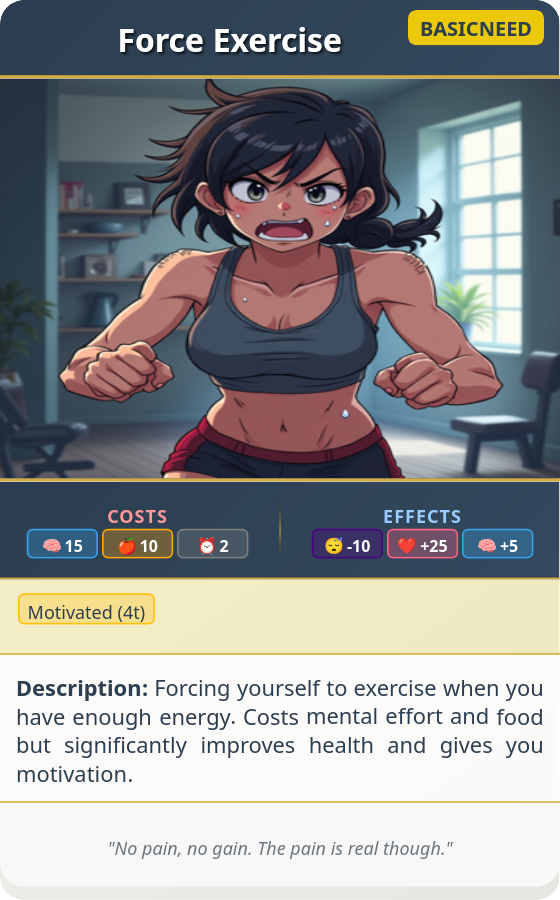 Force Exercise
BASICNEED
COSTS
🧠 15 🍎 10 ⏰ 2
EFFECTS
😴 -10 ❤️ +25 🧠 +5
Motivated (4t)
Description: Forcing yourself to exercise when you
have enough energy. Costs mental effort and food
but significantly improves health and gives you
motivation.
"No pain, no gain. The pain is real though."